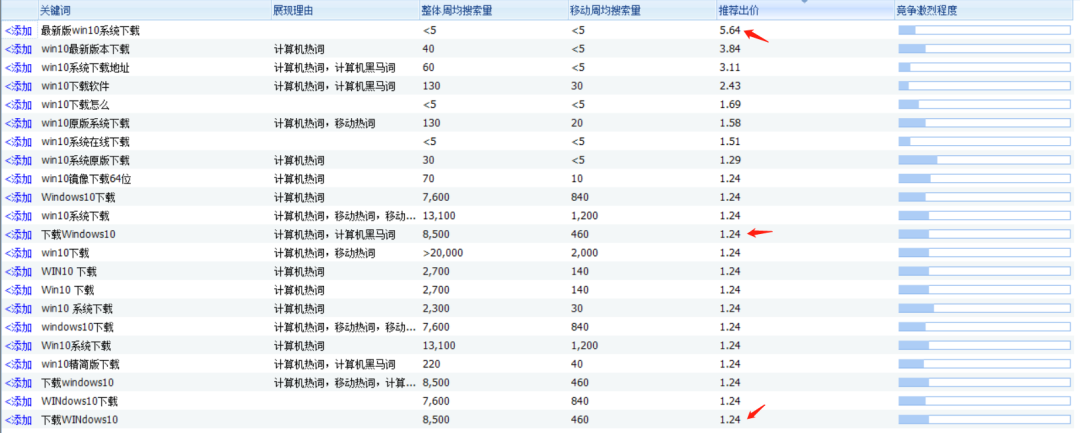 关键词 展现理由 整体周均搜索量 移动周均搜索量 推荐出价 竟争激烈程度
<添加 最新版win10系统下载 <5 <5 5.64
<添加 win10最新版本下载 计算机热词 40 <5 3.84
<添加 win10系统下载地址 计算机热词，计算机黑马词 60 <5 3.11
<添加 win10下载软件 计算机热词，计算机黑马词 130 30 2.43
<添加 win10下载怎么 <5 <5 1.69
<添加 win10原版系统下载 计算机热词，移动热词 130 20 1.58
<添加 win10系统在线下载 <5 <5 1.51
<添加 win10系统原版下载 计算机热词 30 <5 1.29
<添加 win10镜像下载64位 计算机热词 70 10 1.24
<添加 Windows10下载 计算机热词 7,600 840 1.24
<添加 win10系统下载 计算机热词，移动热词，移动... 13,100 1,200 1.24
<添加 下载Windows10 计算机热词，计算机黑马词 8,500 460 1.24
<添加 win10下载 计算机热词，移动热词 >20,000 2,000 1.24
<添加 WIN10 下载 计算机热词 2,700 140 1.24
<添加 Win10 下载 计算机热词 2,700 140 1.24
<添加 win10 系统下载 计算机热词 2,300 30 1.24
<添加 windows10下载 计算机热词，移动热词，移动... 7,600 840 1.24
<添加 Win10系统下载 计算机热词 13,100 1,200 1.24
<添加 win10精简版下载 计算机热词，计算机黑马词 220 40 1.24
<添加 下载windows10 计算机热词，移动热词，计算... 8,500 460 1.24
<添加 WINdows10下载 7,600 840 1.24
<添加 下载WINdows10 8,500 460 1.24